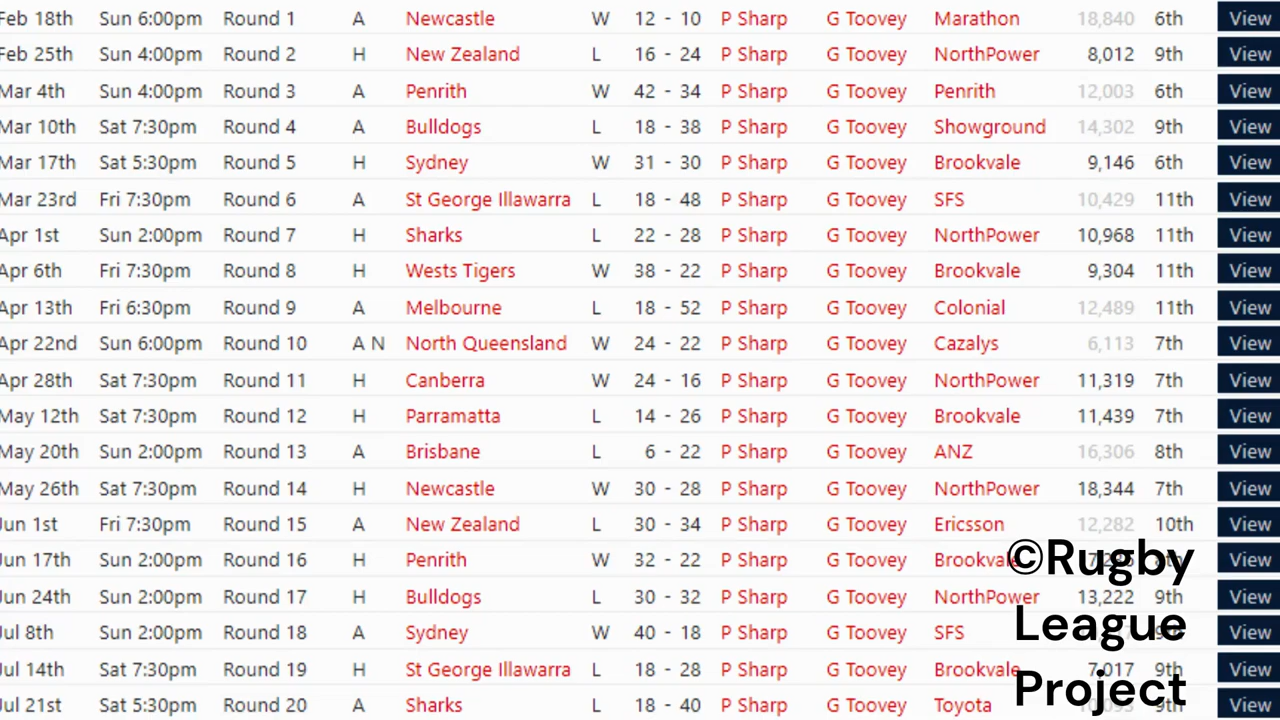 Feb 18th Sun 6:00pm Round 1 A Newcastle W 12 - 10 P Sharp G Toovey Marathon 18,840 6th View
Feb 25th Sun 4:00pm Round 2 H New Zealand L 16 - 24 P Sharp G Toovey NorthPower 8,012 9th View
Mar 4th Sun 4:00pm Round 3 A Penrith W 42 - 34 P Sharp G Toovey Penrith 12,003 6th View
Mar 10th Sat 7:30pm Round 4 A Bulldogs L 18 - 38 P Sharp G Toovey Showground 14,302 9th View
Mar 17th Sat 5:30pm Round 5 H Sydney W 31 - 30 P Sharp G Toovey Brookvale 9,146 6th View
Mar 23rd Fri 7:30pm Round 6 A St George Illawarra L 18 - 48 P Sharp G Toovey SFS 10,429 11th View
Apr 1st Sun 2:00pm Round 7 H Sharks L 22 - 28 P Sharp G Toovey NorthPower 10,968 11th View
Apr 6th Fri 7:30pm Round 8 H Wests Tigers W 38 - 22 P Sharp G Toovey Brookvale 9,304 11th View
Apr 13th Fri 6:30pm Round 9 A Melbourne L 18 - 52 P Sharp G Toovey Colonial 12,489 11th View
Apr 22nd Sun 6:00pm Round 10 A N North Queensland W 24 - 22 P Sharp G Toovey Cazalys 6,113 7th View
Apr 28th Sat 7:30pm Round 11 H Canberra W 24 - 16 P Sharp G Toovey NorthPower 11,319 7th View
May 12th Sat 7:30pm Round 12 H Parramatta L 14 - 26 P Sharp G Toovey Brookvale 11,439 7th View
May 20th Sun 2:00pm Round 13 A Brisbane L 6 - 22 P Sharp G Toovey ANZ 16,306 8th View
May 26th Sat 7:30pm Round 14 H Newcastle W 30 - 28 P Sharp G Toovey NorthPower 18,344 7th View
Jun 1st Fri 7:30pm Round 15 A New Zealand L 30 - 34 P Sharp G Toovey Ericsson 12,282 10th View
Jun 17th Sun 2:00pm Round 16 H Penrith W 32 - 22 P Sharp G Toovey Brookvale 8th View
Jun 24th Sun 2:00pm Round 17 H Bulldogs L 30 - 32 P Sharp G Toovey NorthPower 13,222 9th View
Jul 8th Sun 2:00pm Round 18 A Sydney W 40 - 18 P Sharp G Toovey SFS 9th View
Jul 14th Sat 7:30pm Round 19 H St George Illawarra L 18 - 28 P Sharp G Toovey Brookvale 7,017 9th View
Jul 21st Sat 5:30pm Round 20 A Sharks L 18 - 40 P Sharp G Toovey Toyota 9th View
©Rugby
League
Project